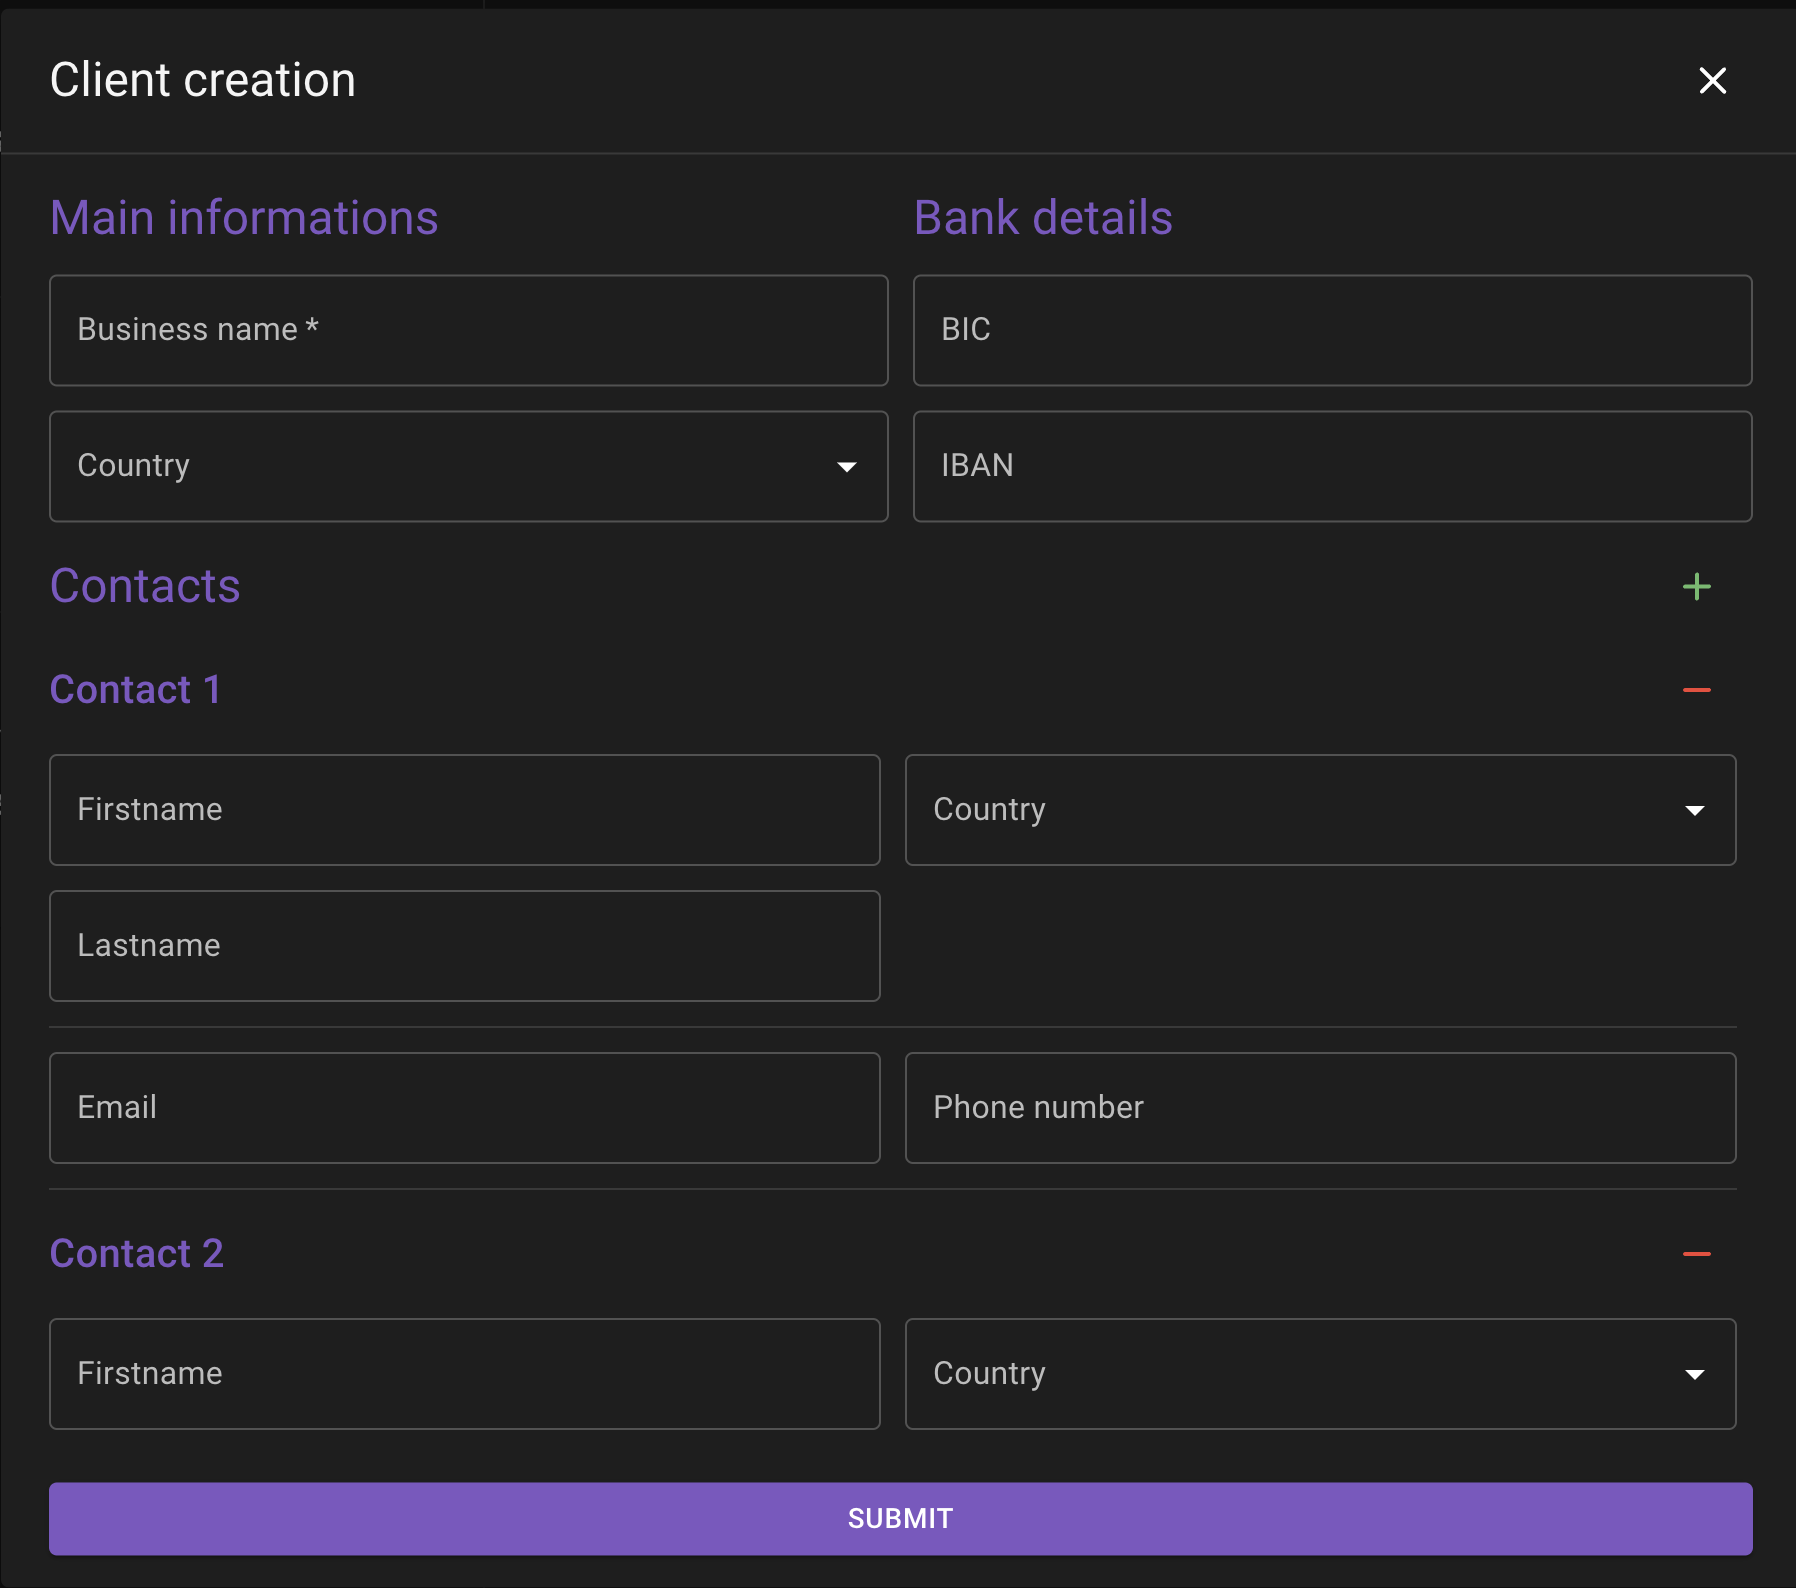 Client creation
Main informations
Bank details
Business name *
BIC
Country
IBAN
Contacts
Contact 1
Firstname
Country
Lastname
Email
Phone number
Contact 2
Firstname
Country
SUBMIT